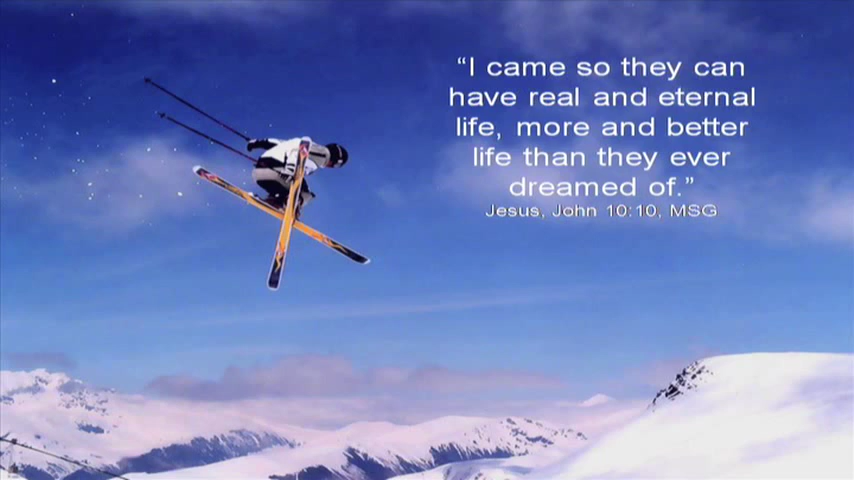 “I came so they can
have real and eternal
life, more and better
life than they ever
dreamed of.”
Jesus, John 10:10, MSG